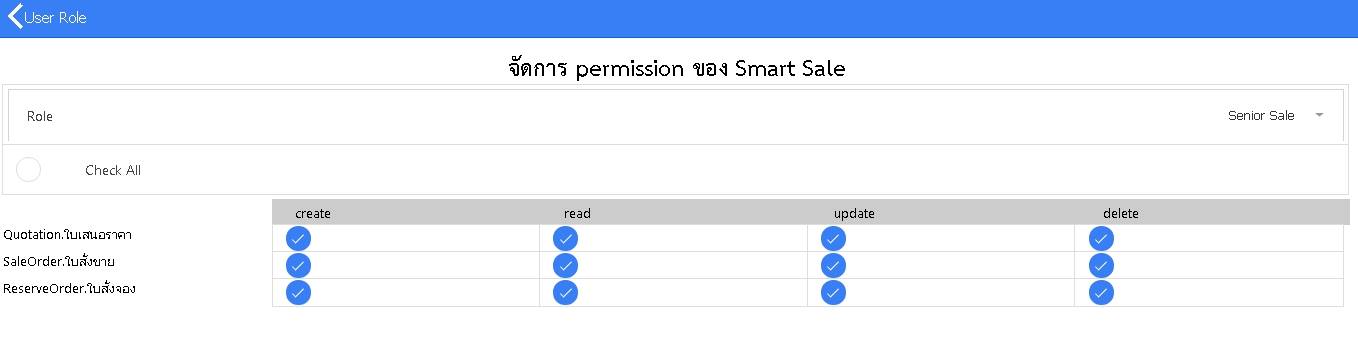 User Role
จัดการ permission ของ Smart Sale
Role Senior Sale
Check All
create read update delete
Quotation.ใบเสนอราคา
SaleOrder.ใบสั่งขาย
ReserveOrder.ใบสั่งจอง